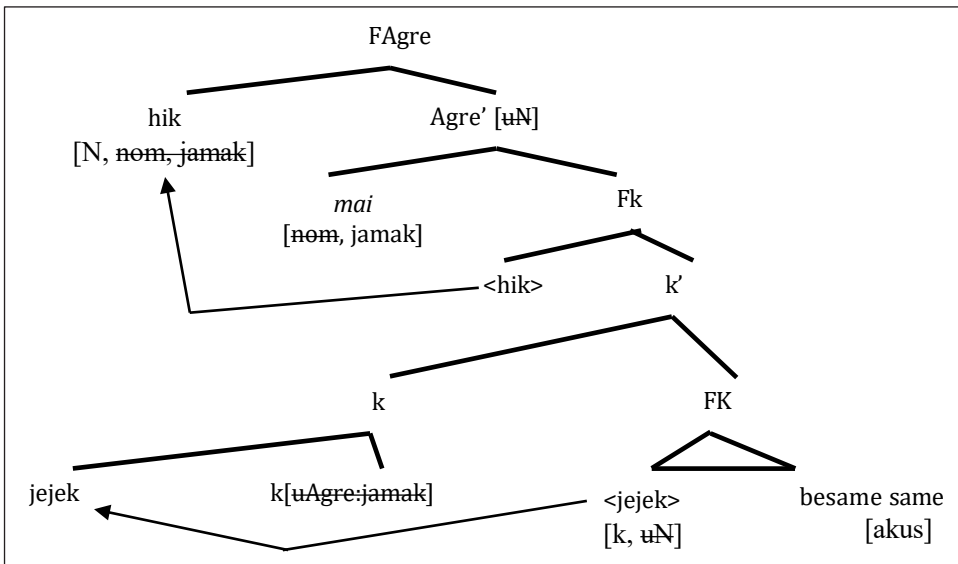 FAgre
hik Agre’ [uN]
[N, nom, jamak]
mai Fk
[nom, jamak]
<hik> k’
k FK
jejek k[uAgre:jamak] <jejek> besame same
[k, uN] [akus]